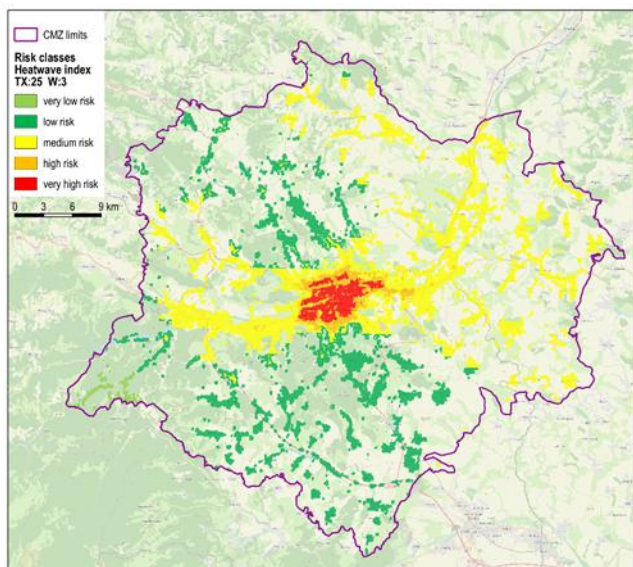 CMZ limits
Risk classes
Heatwave index
TX:25 W:3
very low risk
low risk
medium risk
high risk
very high risk
0 3 6 9 km